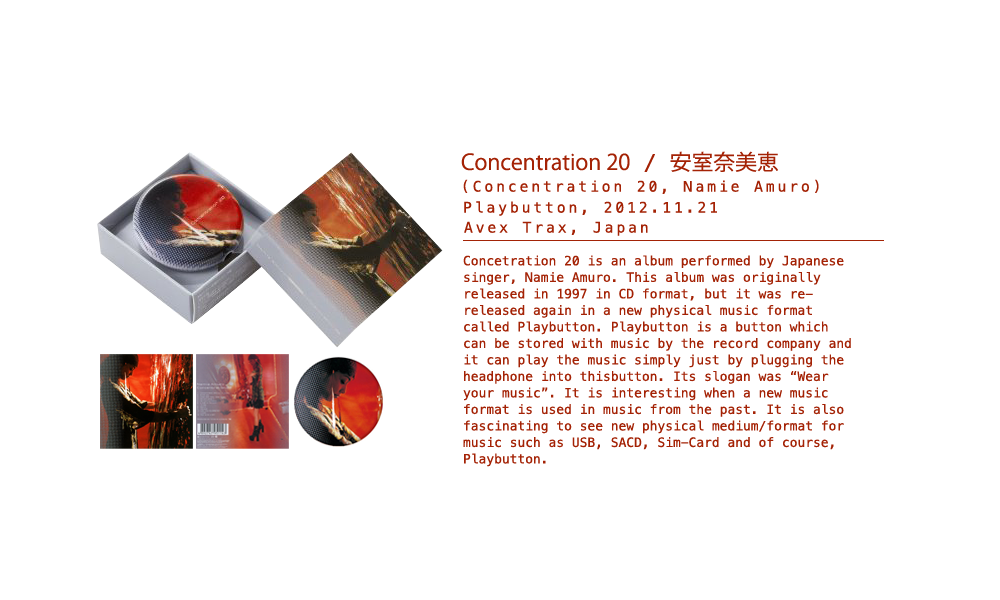 Concentration 20
Concentration 20 / 安室奈美恵
(Concentration 20, Namie Amuro)
Playbutton, 2012.11.21
Avex Trax, Japan
Concetration 20 is an album performed by Japanese
singer, Namie Amuro. This album was originally
released in 1997 in CD format, but it was re-
released again in a new physical music format
called Playbutton. Playbutton is a button which
can be stored with music by the record company and
it can play the music simply just by plugging the
headphone into thisbutton. Its slogan was “Wear
your music”. It is interesting when a new music
format is used in music from the past. It is also
fascinating to see new physical medium/format for
music such as USB, SACD, Sim-Card and of course,
Playbutton.